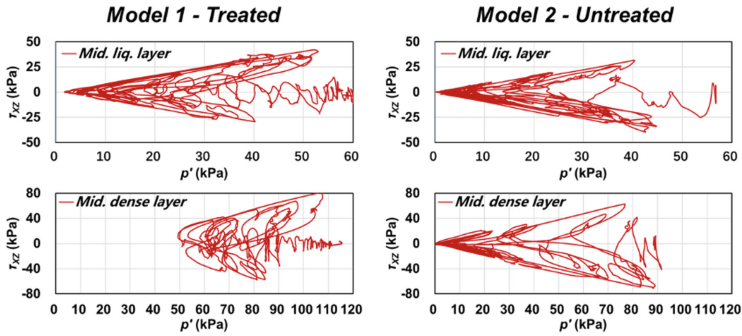 Model 1 - Treated
Model 2 - Untreated
50
25
0
-25
-50
τXZ (kPa)
Mid. liq. layer
0 10 20 30 40 50 60
p' (kPa)
50
25
0
-25
-50
τXZ (kPa)
Mid. liq. layer
0 10 20 30 40 50 60
p' (kPa)
80
40
0
-40
-80
τXZ (kPa)
Mid. dense layer
0 10 20 30 40 50 60 70 80 90 100 110 120
p' (kPa)
80
40
0
-40
-80
τXZ (kPa)
Mid. dense layer
0 10 20 30 40 50 60 70 80 90 100 110 120
p' (kPa)